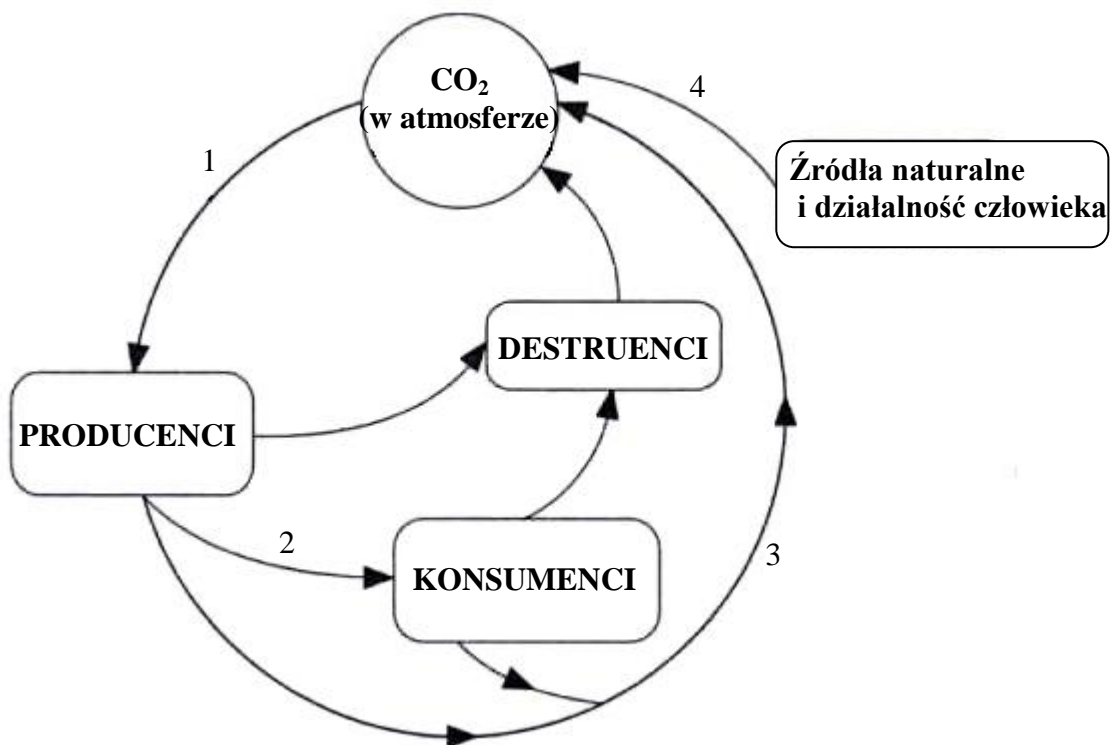 CO₂
(w atmosferze)
4
Źródła naturalne
i działalność człowieka
1
DESTRUENCI
PRODUCENCI
2
KONSUMENCI
3